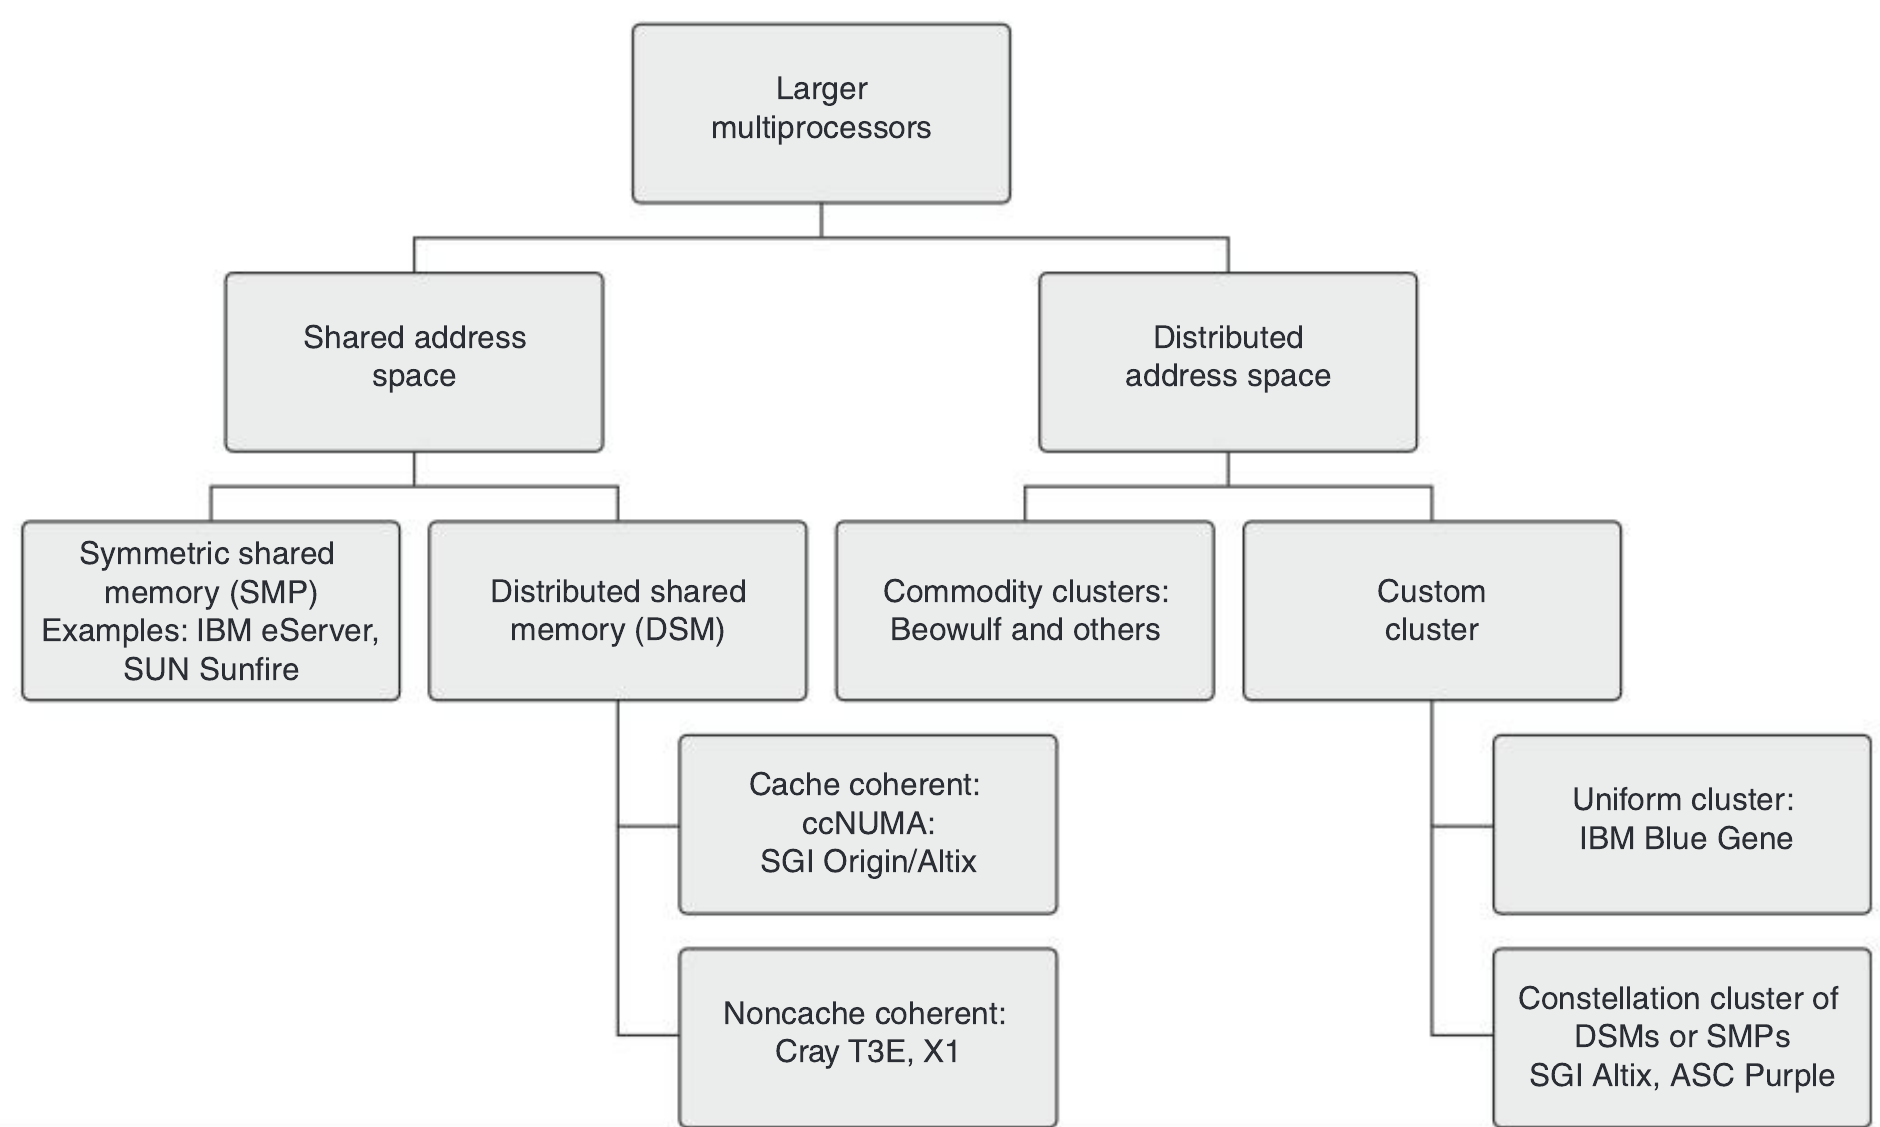 Larger
multiprocessors
Shared address
space
Distributed
address space
Symmetric shared
memory (SMP)
Examples: IBM eServer,
SUN Sunfire
Distributed shared
memory (DSM)
Commodity clusters:
Beowulf and others
Custom
cluster
Cache coherent:
ccNUMA:
SGI Origin/Altix
Uniform cluster:
IBM Blue Gene
Noncache coherent:
Cray T3E, X1
Constellation cluster of
DSMs or SMPs
SGI Altix, ASC Purple